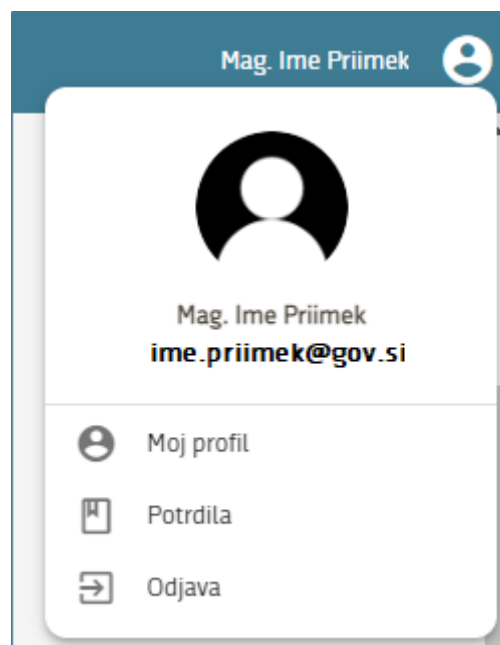 Mag. Ime Priimek
Mag. Ime Priimek
ime.priimek@gov.si
Moj profil
Potrdila
Odjava